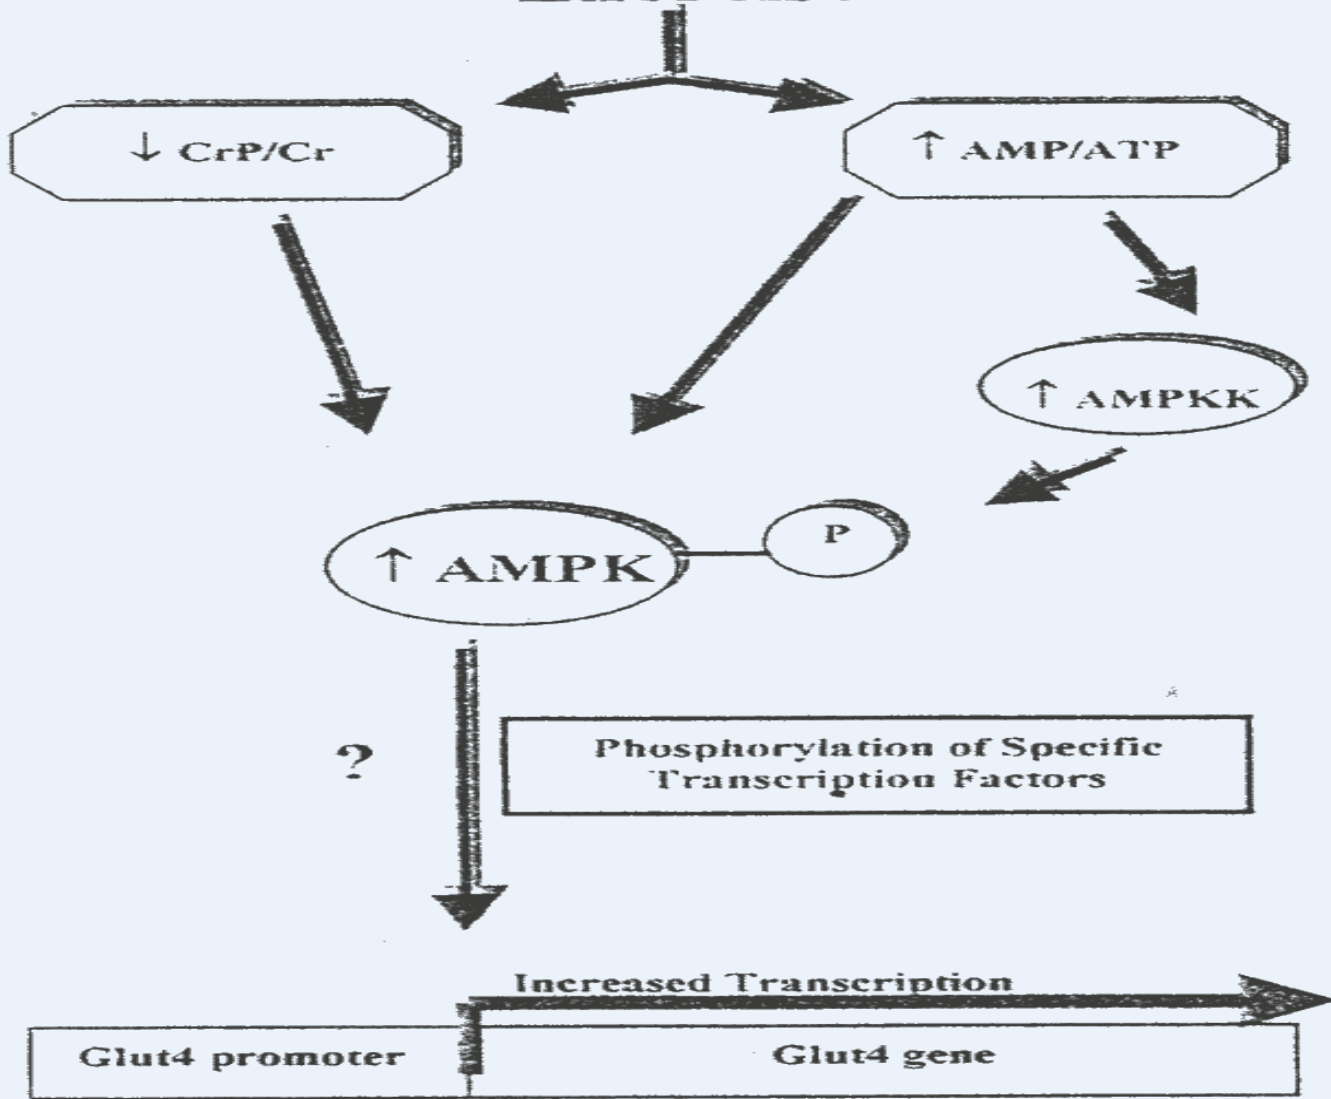 ↓ CrP/Cr
↑ AMP/ATP
↑ AMPKK
↑ AMPK
P
?
Phosphorylation of Specific
Transcription Factors
Increased Transcription
Glut4 promoter
Glut4 gene